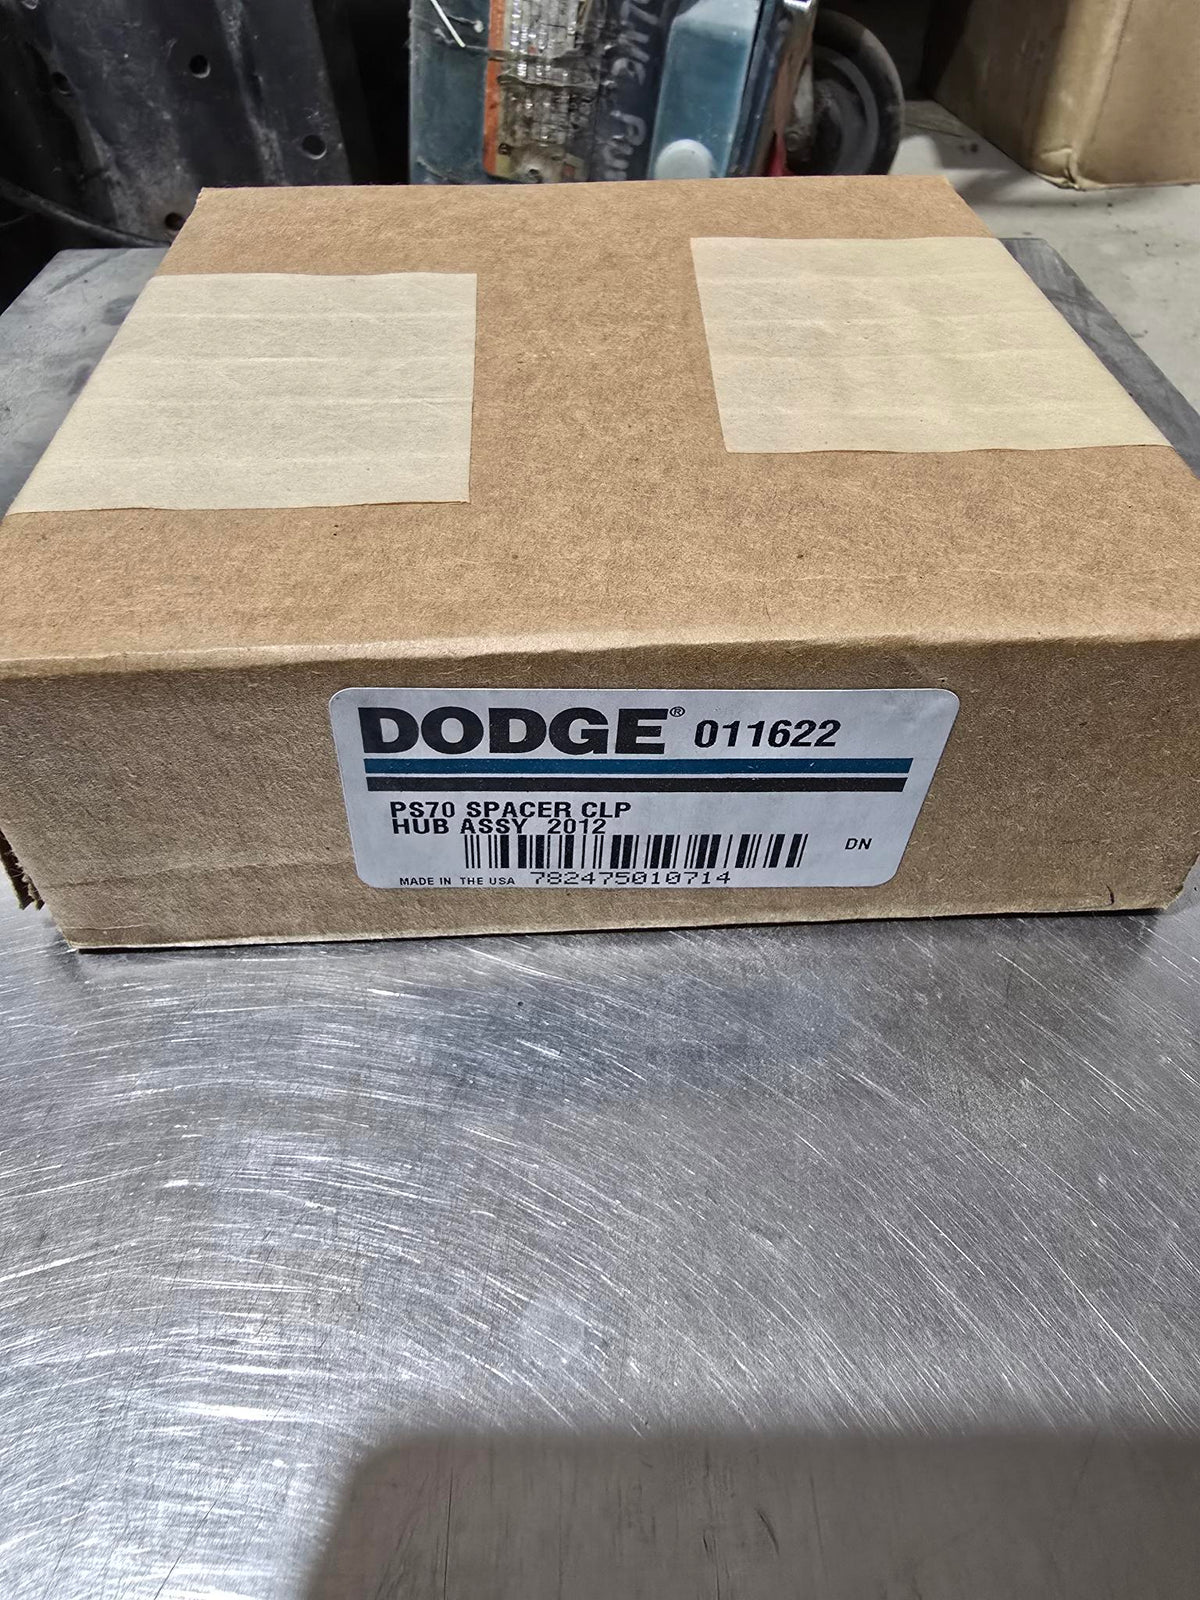 DODGE® 011622
PS70 SPACER CLP
HUB ASSY 2012
DN
MADE IN THE USA 782475010714